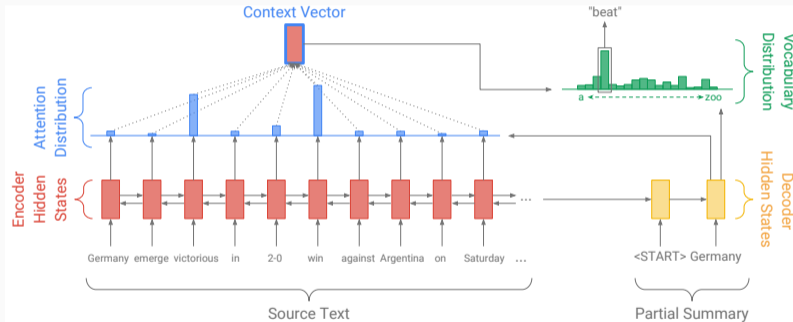 Context Vector
"beat"
a
zoo
Vocabulary
Distribution
Attention
Distribution
Encoder
Hidden
States
...
Decoder
Hidden States
Germany emerge victorious in 2-0 win against Argentina on Saturday ...
<START> Germany
Source Text
Partial Summary